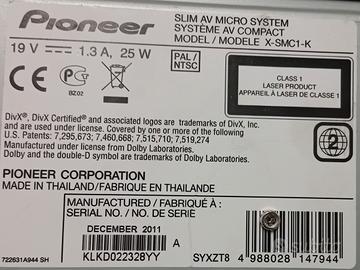 Pioneer
SLIM AV MICRO SYSTEM
SYSTÈME AV COMPACT
MODEL / MODELE X-SMC1-K
19 V ⎓ 1.3 A, 25 W
PAL /
NTSC
CE
BZ02
CLASS 1
LASER PRODUCT
APPAREIL À LASER DE CLASSE 1
DivX®, DivX Certified® and associated logos are trademarks of DivX, Inc.
and are used under license. Covered by one or more of the following
patents: 7,295,673; 7,460,668; 7,515,710; 7,519,274
Manufactured under license from Dolby Laboratories.
Dolby and the double-D symbol are trademarks of Dolby Laboratories.
2
PIONEER CORPORATION
MADE IN THAILAND/FABRIQUÉ EN THAILANDE
MANUFACTURED / FABRIQUÉ À
SERIAL NO. / NO. DE SÉRIE
DECEMBER 2011
A
KLKD022328YY
SYXZT8
4 988028 147944
722631A944 SH